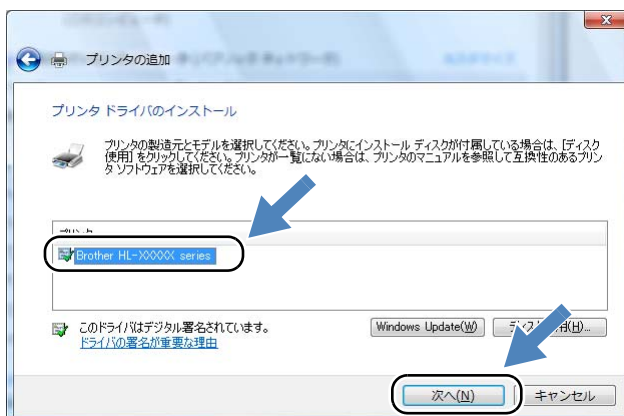 プリンタの追加
プリンタ ドライバのインストール
プリンタの製造元とモデルを選択してください。プリンタにインストール ディスクが付属している場合は、[ディスク
使用] をクリックしてください。プリンタが一覧にない場合は、プリンタのマニュアルを参照して互換性のあるプリン
タ ソフトウェアを選択してください。
Brother HL-XXXXX series
このドライバはデジタル署名されています。
Windows Update(W)
ドライバの署名が重要な理由
次へ(N)
キャンセル